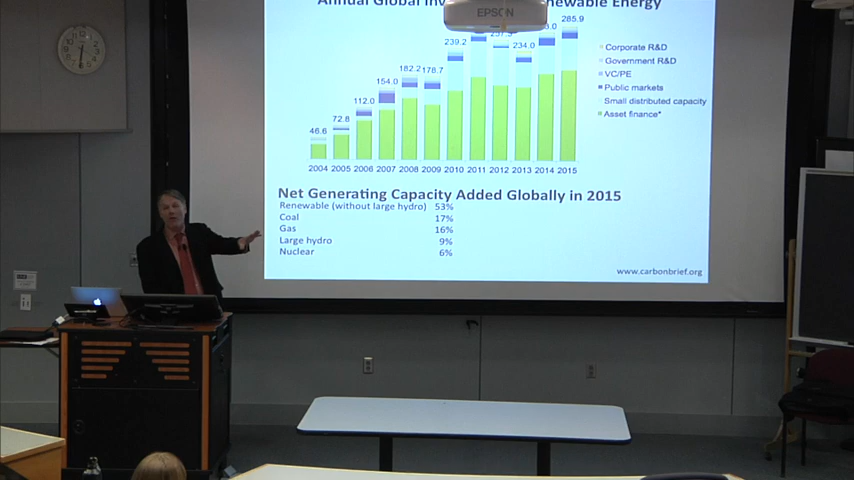 Annual Global Inv newable Energy
EPSON
285.9
239.2
234.0
182.2
178.7
154.0
112.0
72.8
46.6
Corporate R&D
Government R&D
VC/PE
Public markets
Small distributed capacity
Asset finance*
2004 2005 2006 2007 2008 2009 2010 2011 2012 2013 2014 2015
Net Generating Capacity Added Globally in 2015
Renewable (without large hydro) 53%
Coal 17%
Gas 16%
Large hydro 9%
Nuclear 6%
www.carbonbrief.org